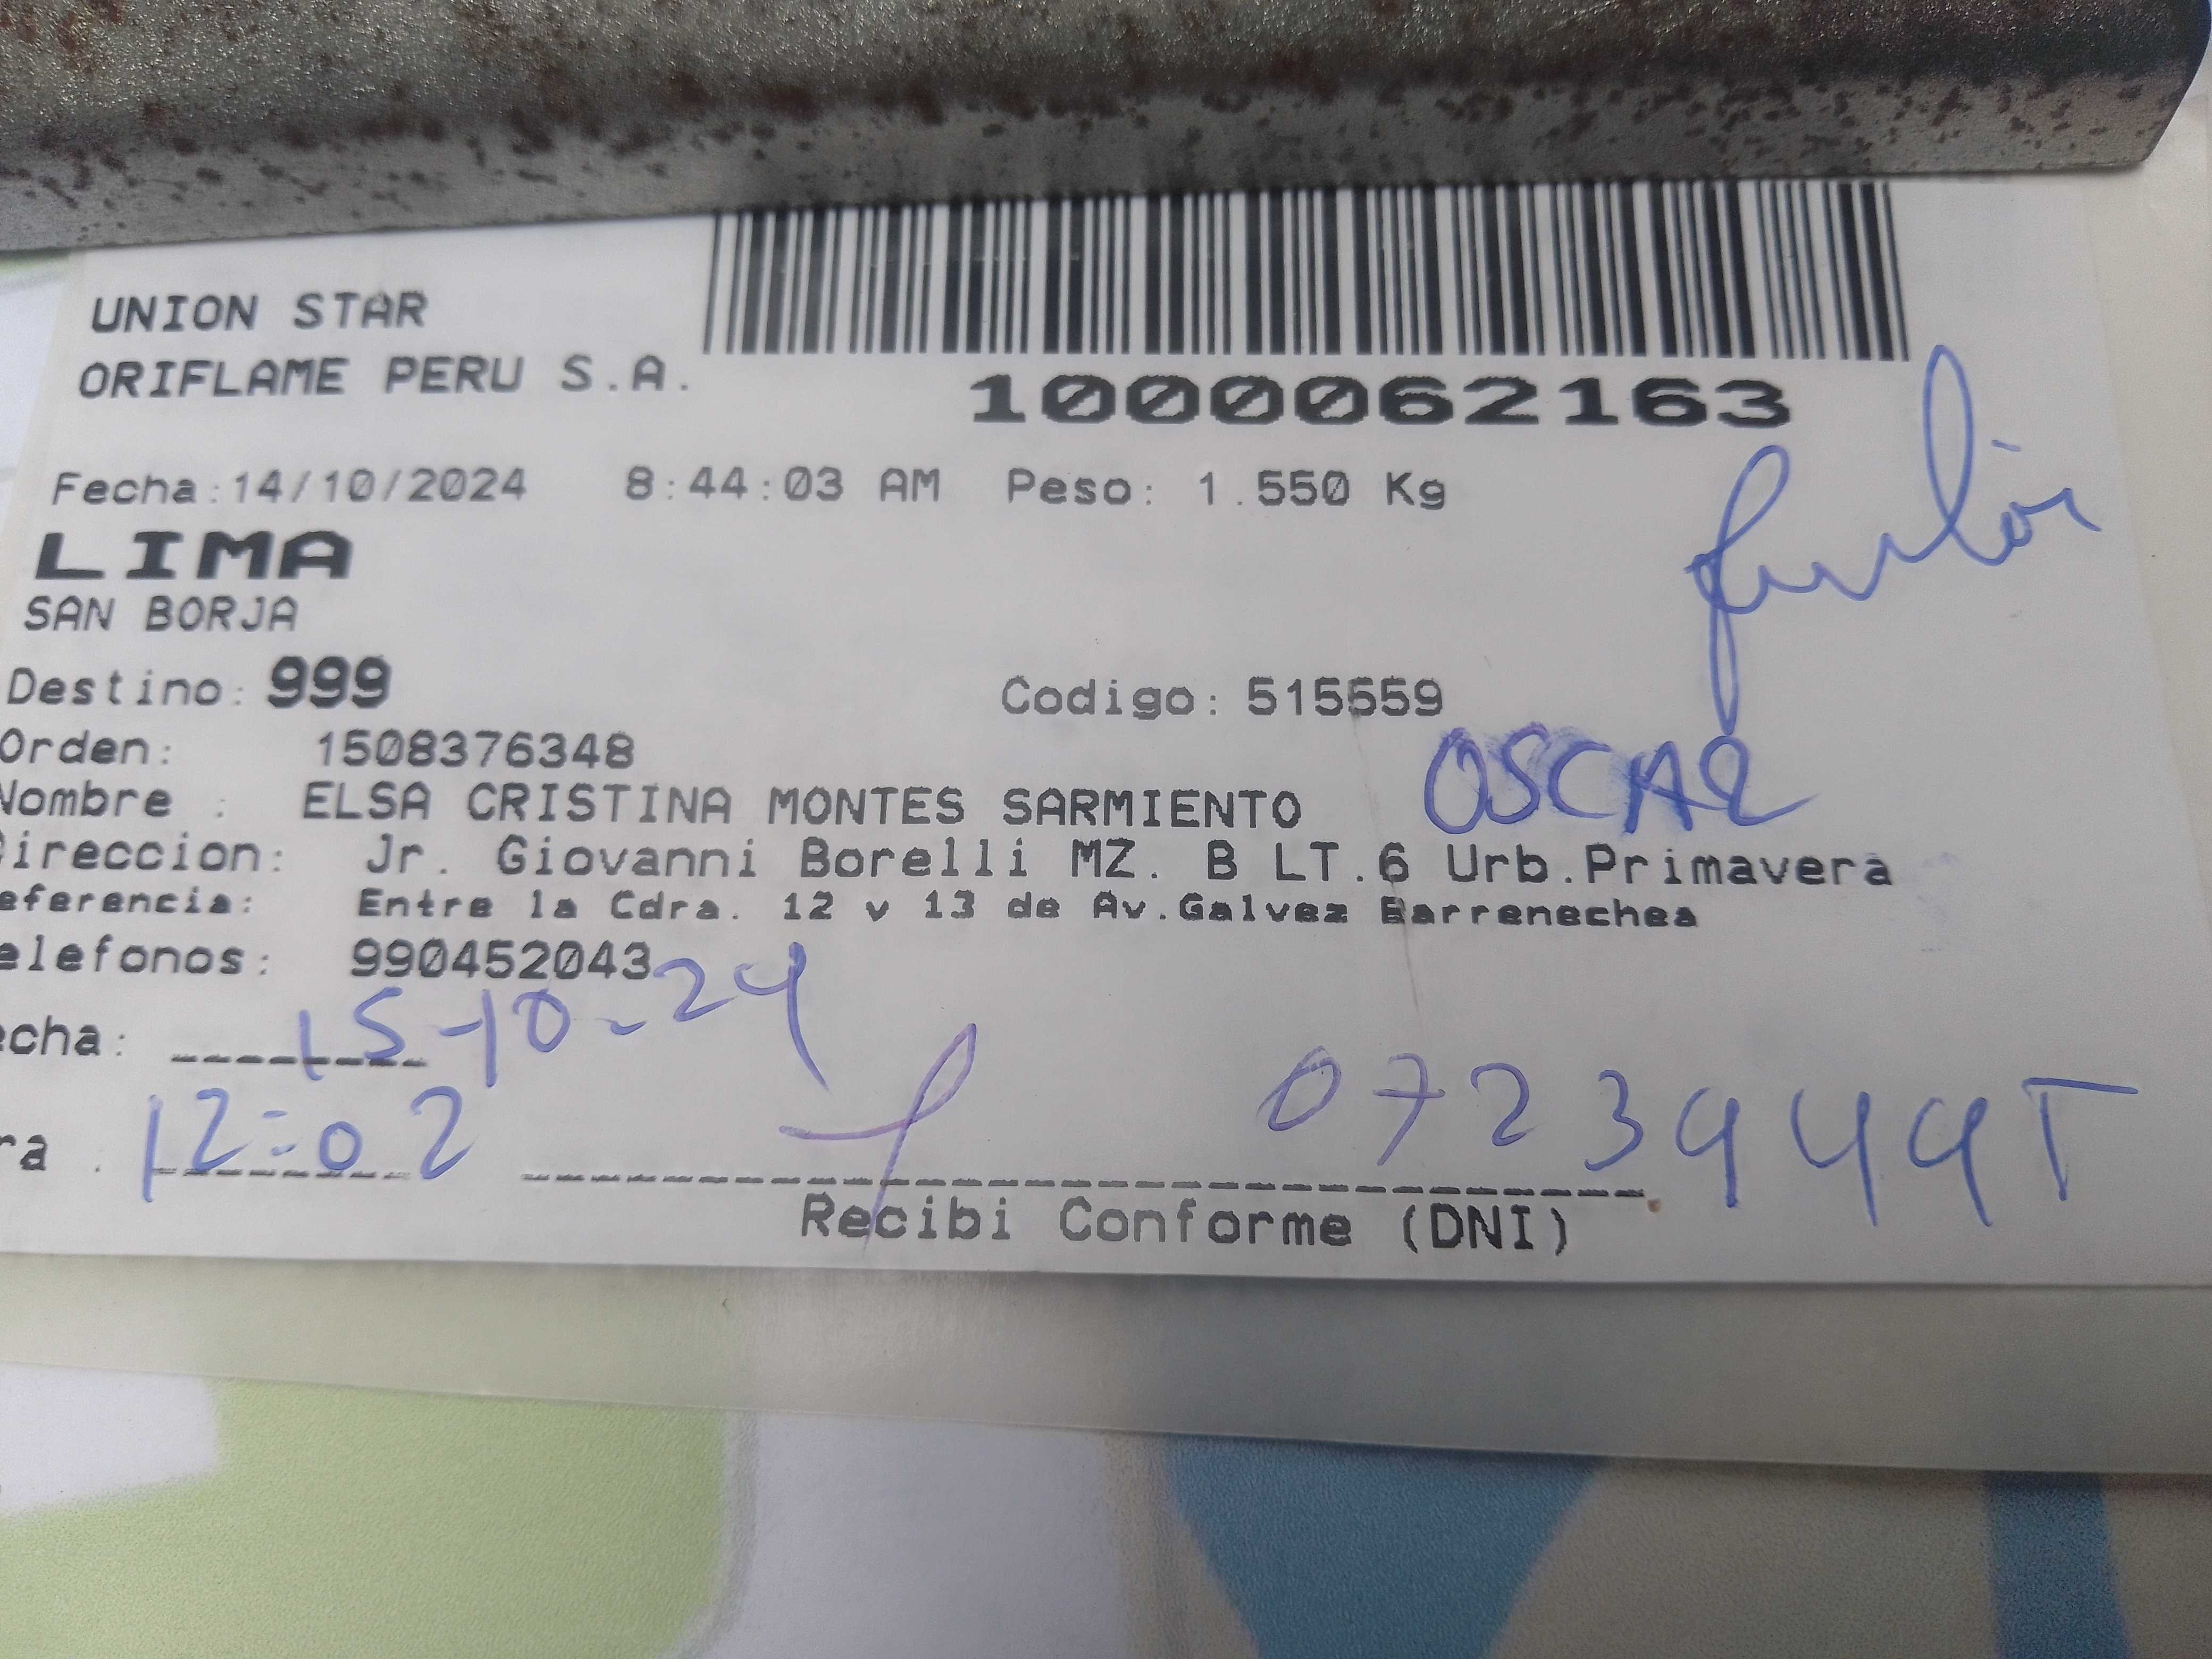 UNION STAR
ORIFLAME PERU S.A.
1000062163
Fecha:14/10/2024 8:44:03 AM Peso: 1.550 Kg
LIMA
SAN BORJA
Destino: 999 Codigo: 515559
Orden: 1508376348
Nombre : ELSA CRISTINA MONTES SARMIENTO OSCAR
Direccion: Jr. Giovanni Borelli MZ. B LT.6 Urb.Primavera
eferencia: Entre la Cdra. 12 y 13 de Av.Galvez Barrenechea
elefonos: 990452043
echa: 15-10-24
ra : 12:02
Recibi Conforme (DNI)